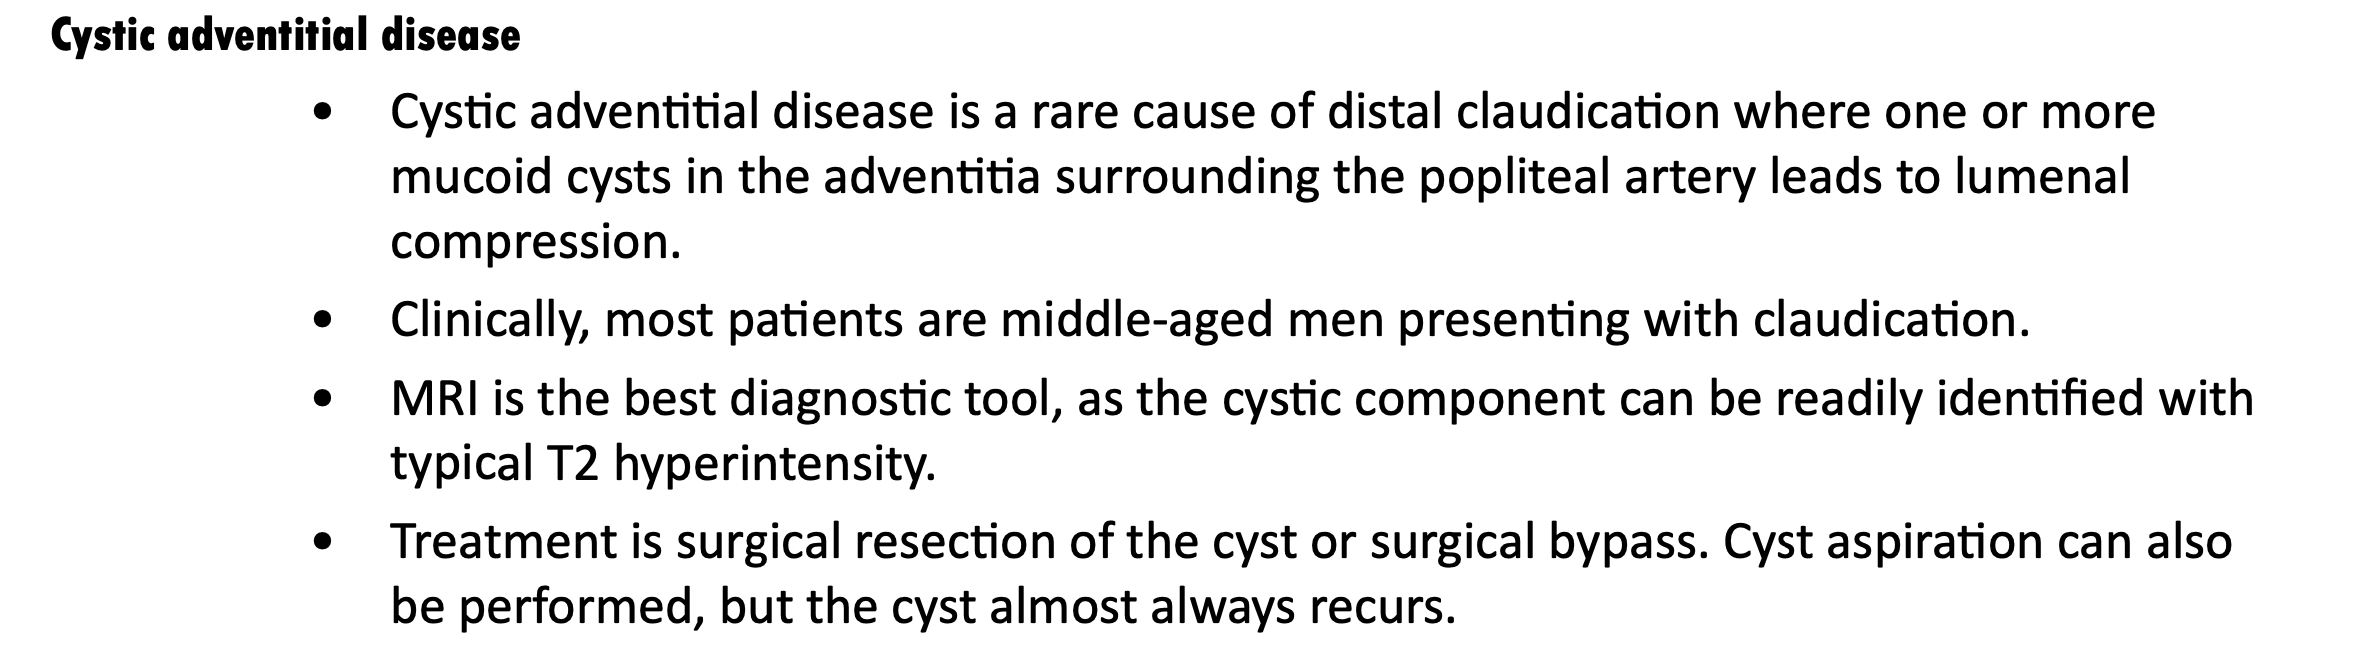 Cystic adventitial disease
• Cystic adventitial disease is a rare cause of distal claudication where one or more
mucoid cysts in the adventitia surrounding the popliteal artery leads to lumenal
compression.
• Clinically, most patients are middle-aged men presenting with claudication.
• MRI is the best diagnostic tool, as the cystic component can be readily identified with
typical T2 hyperintensity.
• Treatment is surgical resection of the cyst or surgical bypass. Cyst aspiration can also
be performed, but the cyst almost always recurs.